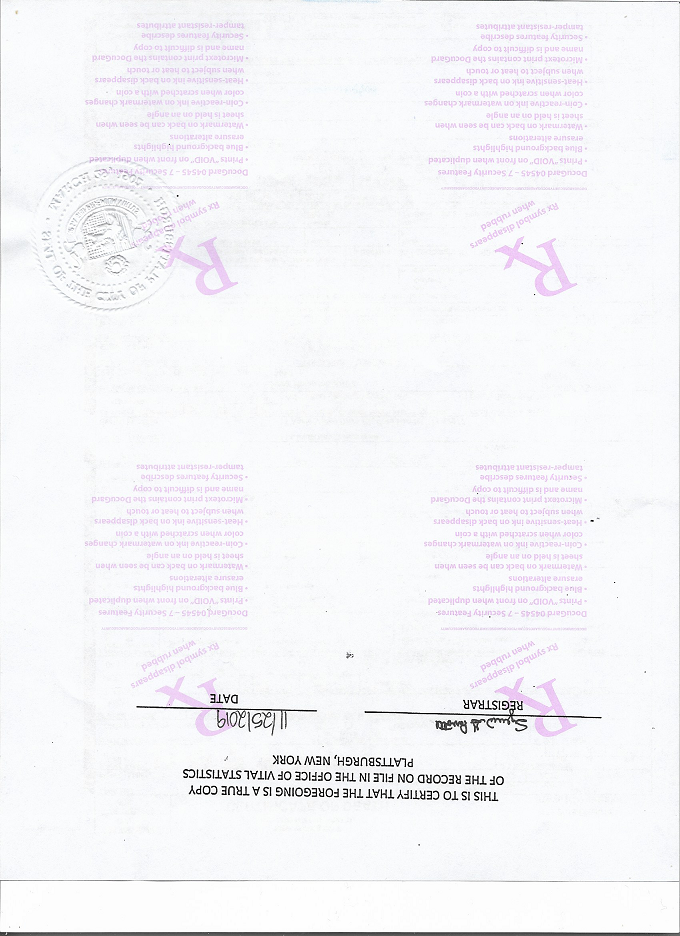 THIS IS TO CERTIFY THAT THE FOREGOING IS A TRUE COPY
OF THE RECORD ON FILE IN THE OFFICE OF VITAL STATISTICS
PLATTSBURGH, NEW YORK
11/25/2019
REGISTRAR
DATE
Rx
Rx symbol disappears
when rubbed
DocuGard 04545 - 7 Security Features
• Prints "VOID" on front when duplicated
• Blue background highlights
erasure alterations
• Watermark on back can be seen when
sheet is held on an angle
• Coin-reactive ink on watermark changes
color when scratched with a coin
• Heat-sensitive ink on back disappears
when subject to heat or touch
• Microtext print contains the DocuGard
name and is difficult to copy
• Security features describe
tamper-resistant attributes
Rx
Rx symbol disappears
when rubbed
DocuGard 04545 - 7 Security Features
• Prints "VOID" on front when duplicated
• Blue background highlights
erasure alterations
• Watermark on back can be seen when
sheet is held on an angle
• Coin-reactive ink on watermark changes
color when scratched with a coin
• Heat-sensitive ink on back disappears
when subject to heat or touch
• Microtext print contains the DocuGard
name and is difficult to copy
• Security features describe
tamper-resistant attributes
Rx
Rx symbol disappears
when rubbed
DocuGard 04545 - 7 Security Features
• Prints "VOID" on front when duplicated
• Blue background highlights
erasure alterations
• Watermark on back can be seen when
sheet is held on an angle
• Coin-reactive ink on watermark changes
color when scratched with a coin
• Heat-sensitive ink on back disappears
when subject to heat or touch
• Microtext print contains the DocuGard
name and is difficult to copy
• Security features describe
tamper-resistant attributes
Rx
Rx symbol
when
DocuGard 04545 - 7 Security Features
• Prints "VOID" on front when duplicated
• Blue background highlights
erasure alterations
• Watermark on back can be seen when
sheet is held on an angle
• Coin-reactive ink on watermark changes
color when scratched with a coin
• Heat-sensitive ink on back disappears
when subject to heat or touch
• Microtext print contains the DocuGard
name and is difficult to copy
• Security features describe
tamper-resistant attributes